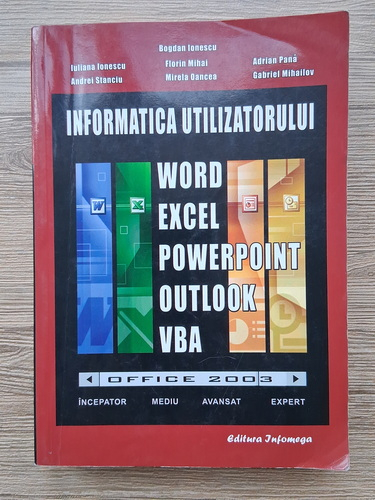 Bogdan Ionescu
Iuliana Ionescu Florin Mihai Adrian Pană
Andrei Stanciu Mirela Oancea Gabriel Mihailov
INFORMATICA UTILIZATORULUI
WORD
EXCEL
POWERPOINT
OUTLOOK
VBA
OFFICE 2003
ÎNCEPATOR MEDIU AVANSAT EXPERT
Editura Infomega